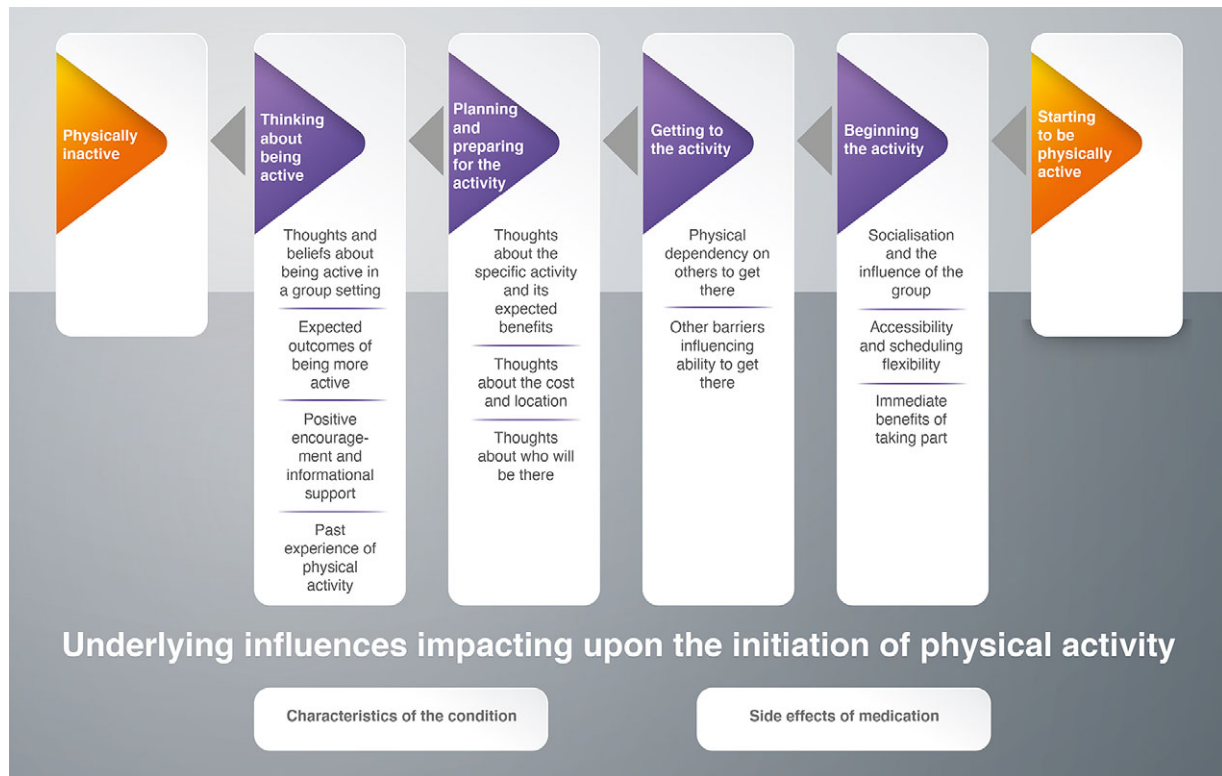 Physically
inactive
Thinking
about
being
active
Thoughts and
beliefs about
being active in
a group setting
Expected
outcomes of
being more
active
Positive
encourage-
ment and
informational
support
Past
experience of
physical
activity
Planning
and
preparing
for the
activity
Thoughts
about the
specific activity
and its
expected
benefits
Thoughts
about the cost
and location
Thoughts
about who will
be there
Getting to
the activity
Physical
dependency on
others to get
there
Other barriers
influencing
ability to get
there
Beginning
the activity
Socialisation
and the
influence of the
group
Accessibility
and scheduling
flexibility
Immediate
benefits of
taking part
Starting
to be
physically
active
Underlying influences impacting upon the initiation of physical activity
Characteristics of the condition
Side effects of medication